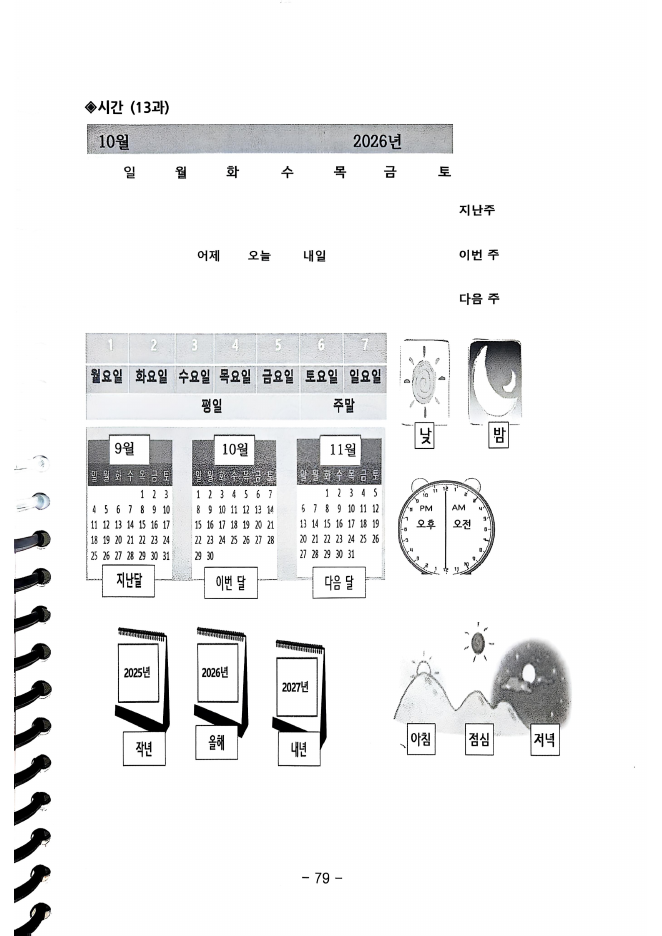 ◈시간 (13과)
10월 2026년
일 월 화 수 목 금 토
지난주
어제 오늘 내일 이번 주
다음 주
1 2 3 4 5 6 7
월요일 화요일 수요일 목요일 금요일 토요일 일요일
평일 주말
낮 밤
9월
일 월 화 수 목 금 토
1 2 3
4 5 6 7 8 9 10
11 12 13 14 15 16 17
18 19 20 21 22 23 24
25 26 27 28 29 30 31
지난달
10월
일 월 화 수 목 금 토
1 2 3 4 5 6 7
8 9 10 11 12 13 14
15 16 17 18 19 20 21
22 23 24 25 26 27 28
29 30
이번 달
11월
일 월 화 수 목 금 토
1 2 3 4 5
6 7 8 9 10 11 12
13 14 15 16 17 18 19
20 21 22 23 24 25 26
27 28 29 30 31
다음 달
PM AM
오후 오전
2025년
작년
2026년
올해
2027년
내년
아침 점심 저녁
- 79 -